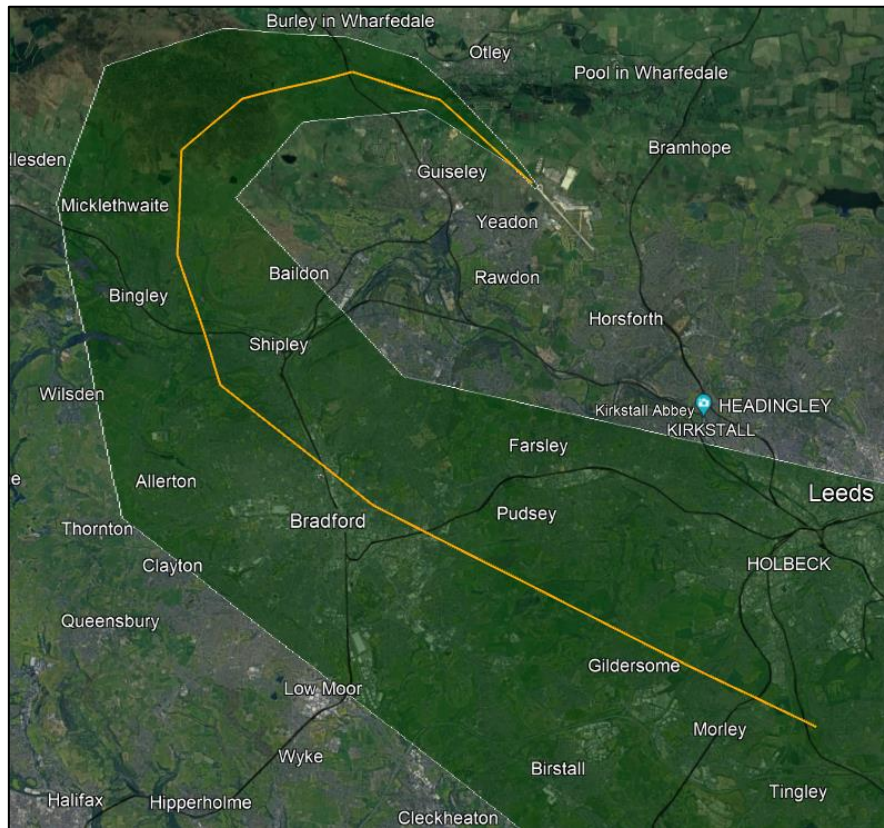 Burley in Wharfedale
Otley
Pool in Wharfedale
Bramhope
llesden
Guiseley
Micklethwaite
Yeadon
Baildon
Rawdon
Bingley
Horsforth
Shipley
Wilsden
Kirkstall Abbey
HEADINGLEY
KIRKSTALL
Farsley
e
Allerton
Leeds
Thornton
Bradford
Pudsey
Clayton
HOLBECK
Queensbury
Gildersome
Low Moor
Morley
Wyke
Birstall
Tingley
Halifax
Hipperholme
Cleckheaton